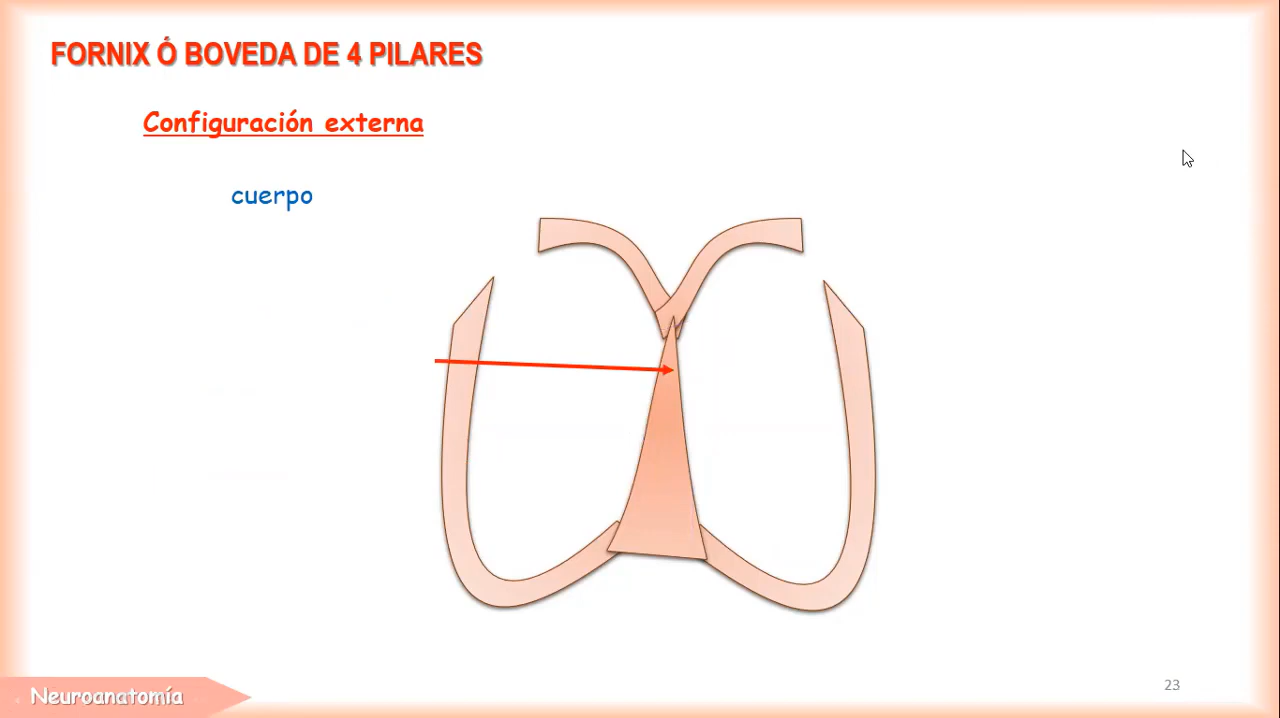 FORNIX Ó BOVEDA DE 4 PILARES
Configuración externa
cuerpo
Neuroanatomía
23